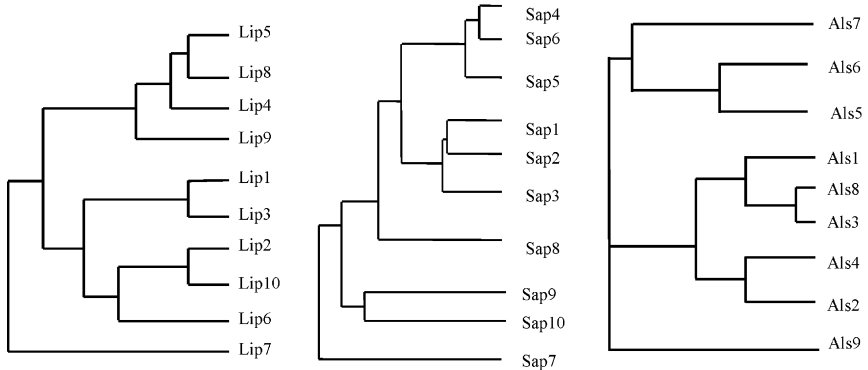 Lip5
Lip8
Lip4
Lip9
Lip1
Lip3
Lip2
Lip10
Lip6
Lip7
Sap4
Sap6
Sap5
Sap1
Sap2
Sap3
Sap8
Sap9
Sap10
Sap7
Als7
Als6
Als5
Als1
Als8
Als3
Als4
Als2
Als9